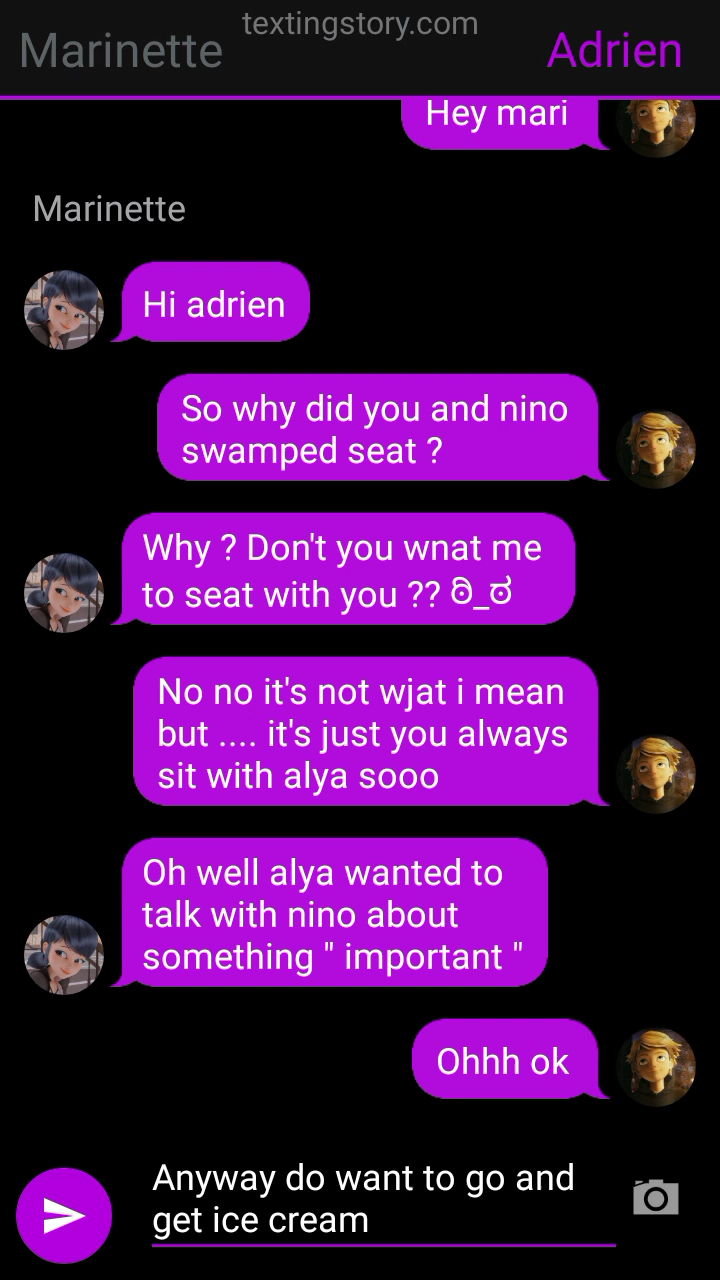 textingstory.com
Marinette
Adrien
Hey mari
Marinette
Hi adrien
So why did you and nino
swamped seat ?
Why ? Don't you wnat me
to seat with you ?? ಠ_ಠ
No no it's not wjat i mean
but .... it's just you always
sit with alya sooo
Oh well alya wanted to
talk with nino about
something " important "
Ohhh ok
Anyway do want to go and
get ice cream